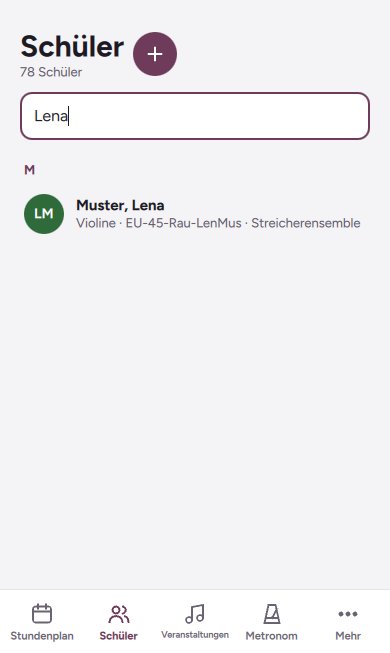 Schüler
78 Schüler
Lena
M
LM
Muster, Lena
Violine · EU-45-Rau-LenMus · Streicherensemble
Stundenplan
Schüler
Veranstaltungen
Metronom
Mehr